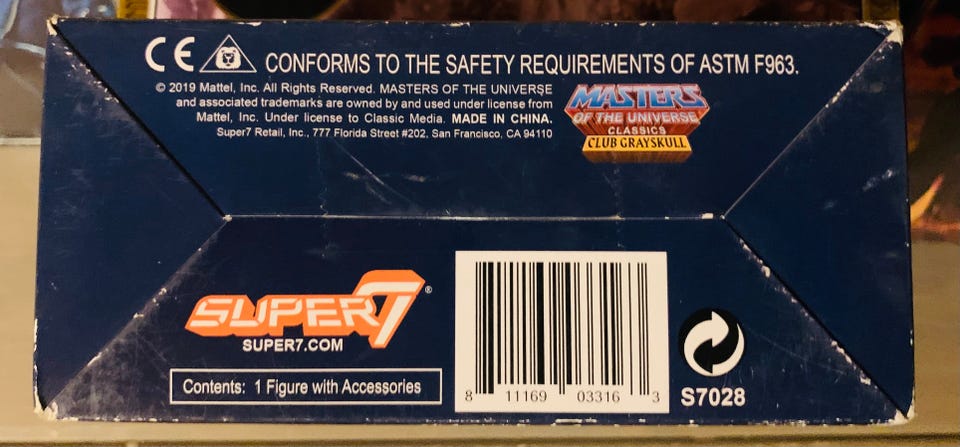 CE CONFORMS TO THE SAFETY REQUIREMENTS OF ASTM F963.
© 2019 Mattel, Inc. All Rights Reserved. MASTERS OF THE UNIVERSE
and associated trademarks are owned by and used under license from
Mattel, Inc. Under license to Classic Media. MADE IN CHINA.
Super7 Retail, Inc., 777 Florida Street #202, San Francisco, CA 94110
MASTERS
OF THE UNIVERSE
CLASSICS
CLUB GRAYSKULL
SUPER7®
SUPER7.COM
Contents: 1 Figure with Accessories
8 11169 03316 3
S7028